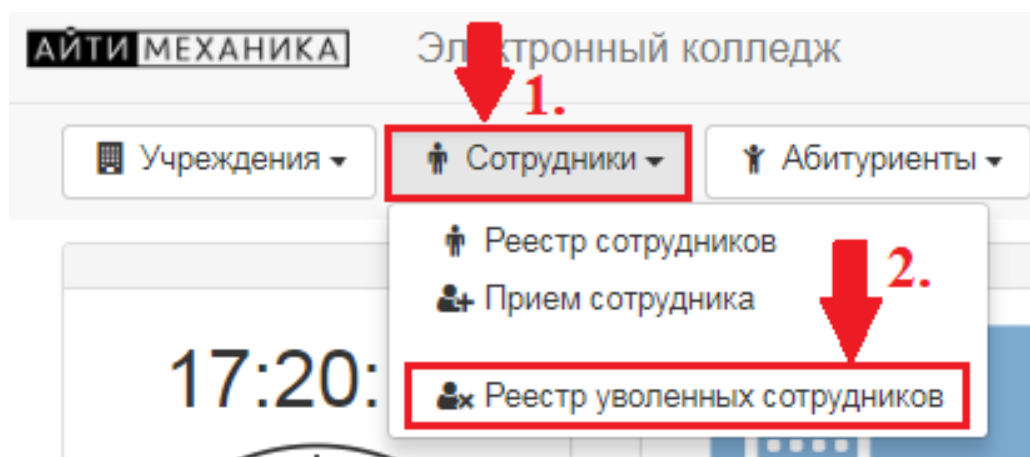 АЙТИ МЕХАНИКА Электронный колледж
1.
Учреждения Сотрудники Абитуриенты
Реестр сотрудников
2.
Прием сотрудника
17:20:
Реестр уволенных сотрудников